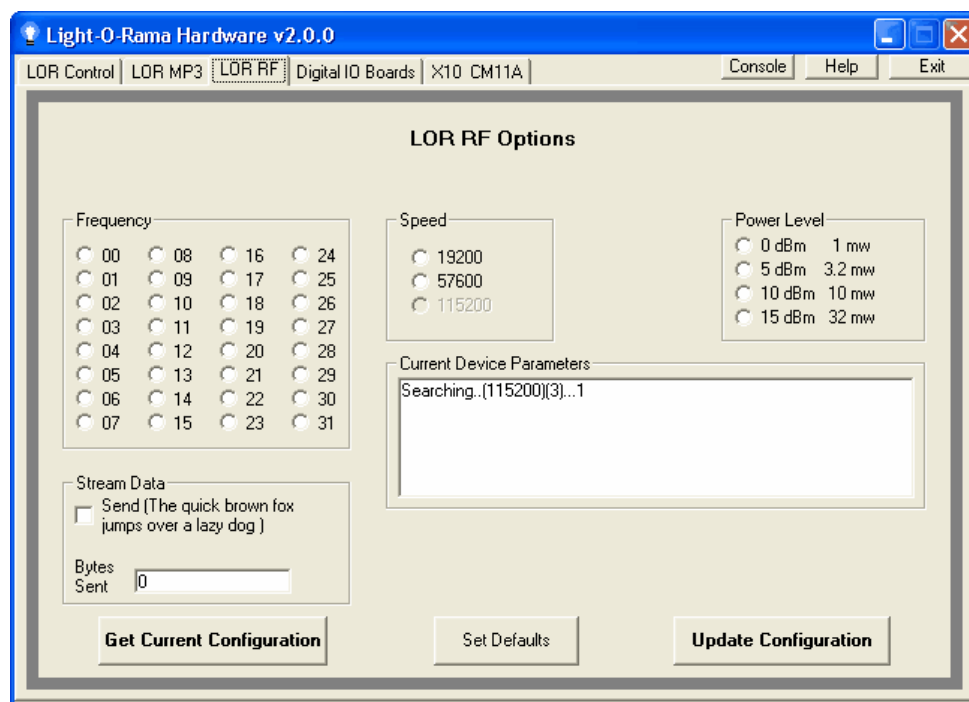 Light-O-Rama Hardware v2.0.0
LOR Control LOR MP3 LOR RF Digital IO Boards X10 CM11A Console Help Exit
LOR RF Options
Frequency
00 08 16 24
01 09 17 25
02 10 18 26
03 11 19 27
04 12 20 28
05 13 21 29
06 14 22 30
07 15 23 31
Speed
19200
57600
115200
Power Level
0 dBm 1 mw
5 dBm 3.2 mw
10 dBm 10 mw
15 dBm 32 mw
Current Device Parameters
Searching..(115200)(3)...1
Stream Data
Send (The quick brown fox
jumps over a lazy dog )
Bytes
Sent 0
Get Current Configuration Set Defaults Update Configuration